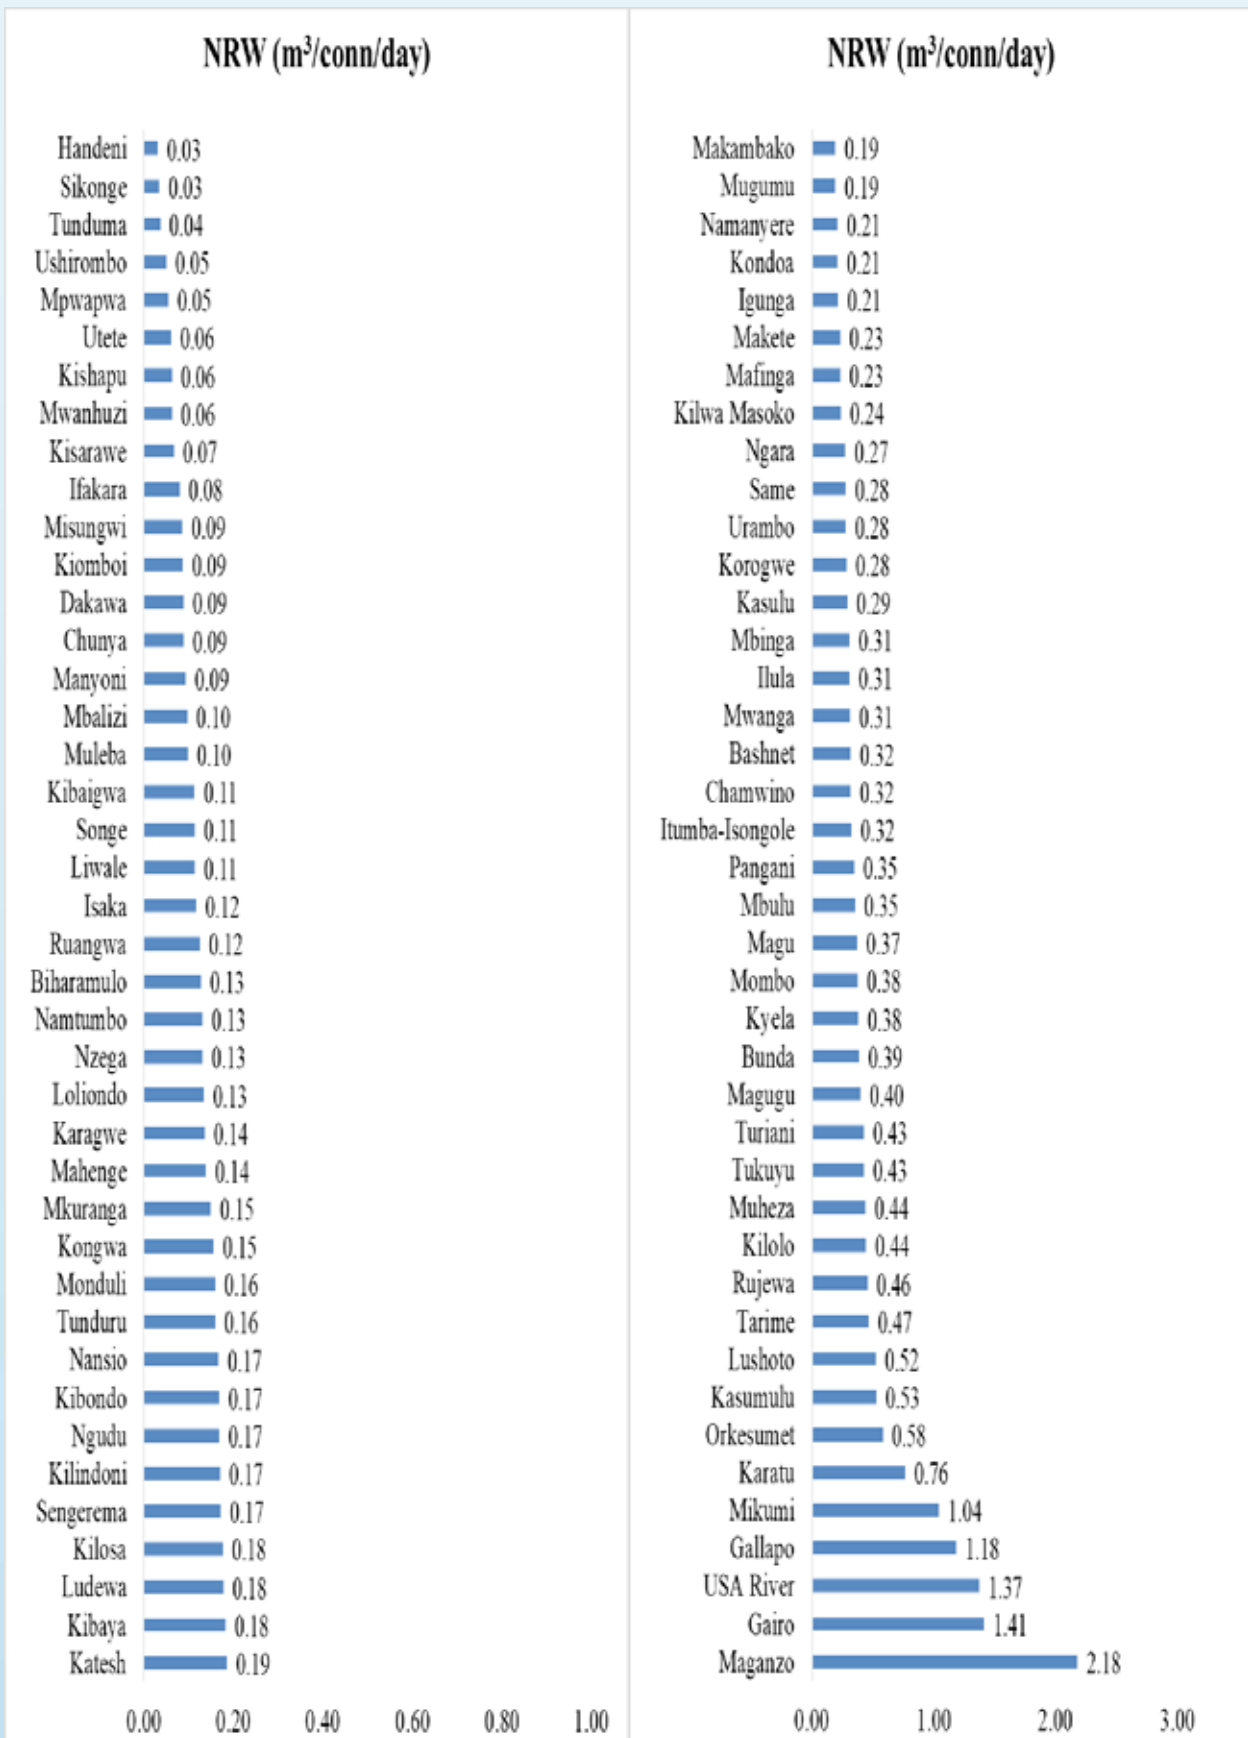 NRW (m³/conn/day)
Handeni 0.03
Sikonge 0.03
Tunduma 0.04
Ushirombo 0.05
Mpwapwa 0.05
Utete 0.06
Kishapu 0.06
Mwanhuzi 0.06
Kisarawe 0.07
Ifakara 0.08
Misungwi 0.09
Kiomboi 0.09
Dakawa 0.09
Chunya 0.09
Manyoni 0.09
Mbalizi 0.10
Muleba 0.10
Kibaigwa 0.11
Songe 0.11
Liwale 0.11
Isaka 0.12
Ruangwa 0.12
Biharamulo 0.13
Namtumbo 0.13
Nzega 0.13
Loliondo 0.13
Karagwe 0.14
Mahenge 0.14
Mkuranga 0.15
Kongwa 0.15
Monduli 0.16
Tunduru 0.16
Nansio 0.17
Kibondo 0.17
Ngudu 0.17
Kilindoni 0.17
Sengerema 0.17
Kilosa 0.18
Ludewa 0.18
Kibaya 0.18
Katesh 0.19
0.00 0.20 0.40 0.60 0.80 1.00
NRW (m³/conn/day)
Makambako 0.19
Mugumu 0.19
Namanyere 0.21
Kondoa 0.21
Igunga 0.21
Makete 0.23
Mafinga 0.23
Kilwa Masoko 0.24
Ngara 0.27
Same 0.28
Urambo 0.28
Korogwe 0.28
Kasulu 0.29
Mbinga 0.31
Ilula 0.31
Mwanga 0.31
Bashnet 0.32
Chamwino 0.32
Itumba-Isongole 0.32
Pangani 0.35
Mbulu 0.35
Magu 0.37
Mombo 0.38
Kyela 0.38
Bunda 0.39
Magugu 0.40
Turiani 0.43
Tukuyu 0.43
Muheza 0.44
Kilolo 0.44
Rujewa 0.46
Tarime 0.47
Lushoto 0.52
Kasumulu 0.53
Orkesumet 0.58
Karatu 0.76
Mikumi 1.04
Gallapo 1.18
USA River 1.37
Gairo 1.41
Maganzo 2.18
0.00 1.00 2.00 3.00